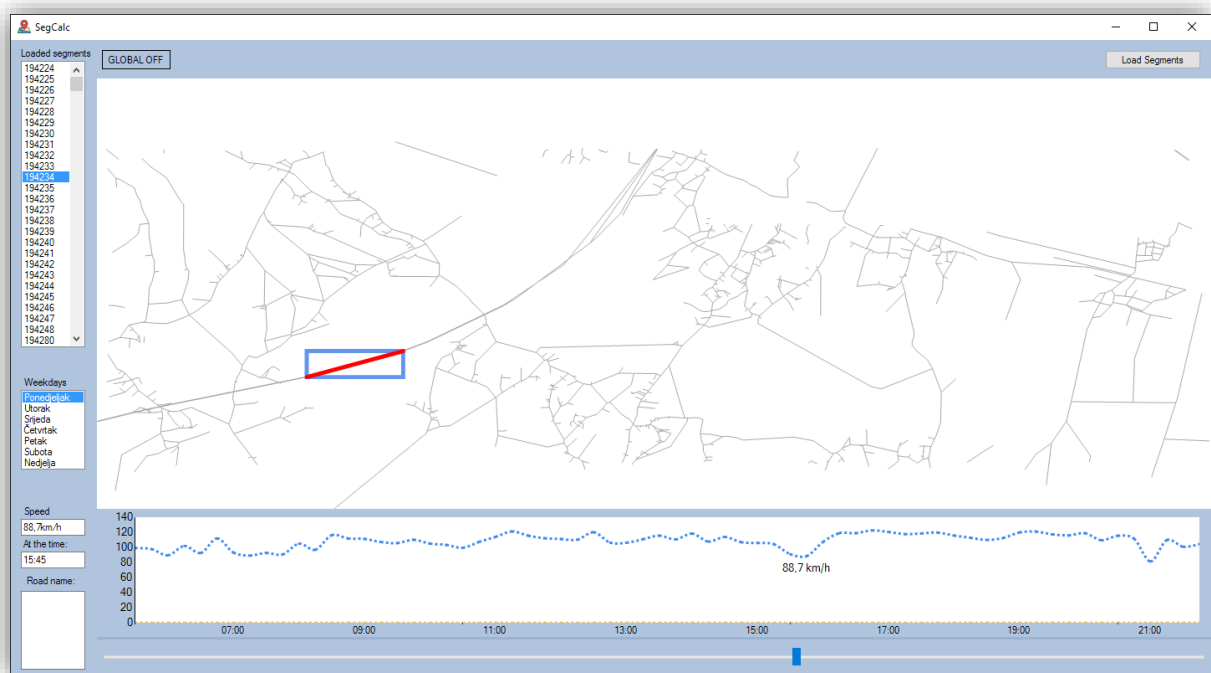 SegCalc
Loaded segments
GLOBAL OFF
Load Segments
194224
194225
194226
194227
194228
194229
194230
194231
194232
194233
194234
194235
194236
194237
194238
194239
194240
194241
194242
194243
194244
194245
194246
194247
194248
194280
Weekdays
Ponedjeljak
Utorak
Srijeda
Četvrtak
Petak
Subota
Nedjelja
Speed
88,7km/h
At the time:
15:45
Road name:
140
120
100
80
60
40
20
0
88,7 km/h
07:00 09:00 11:00 13:00 15:00 17:00 19:00 21:00